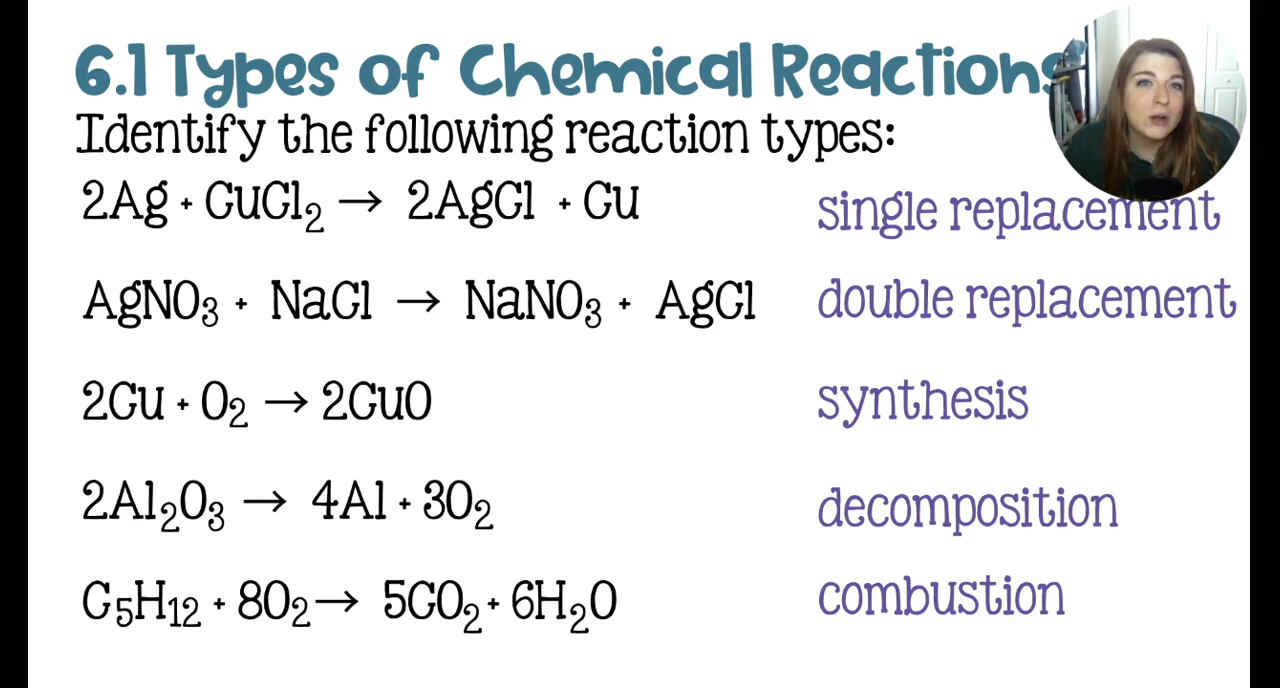 6.1 Types of Chemical Reactions
Identify the following reaction types:
2Ag + CuCl₂ → 2AgCl + Cu single replacement
AgNO₃ + NaCl → NaNO₃ + AgCl double replacement
2Cu + O₂ → 2CuO synthesis
2Al₂O₃ → 4Al + 3O₂ decomposition
C₅H₁₂ + 8O₂ → 5CO₂ + 6H₂O combustion